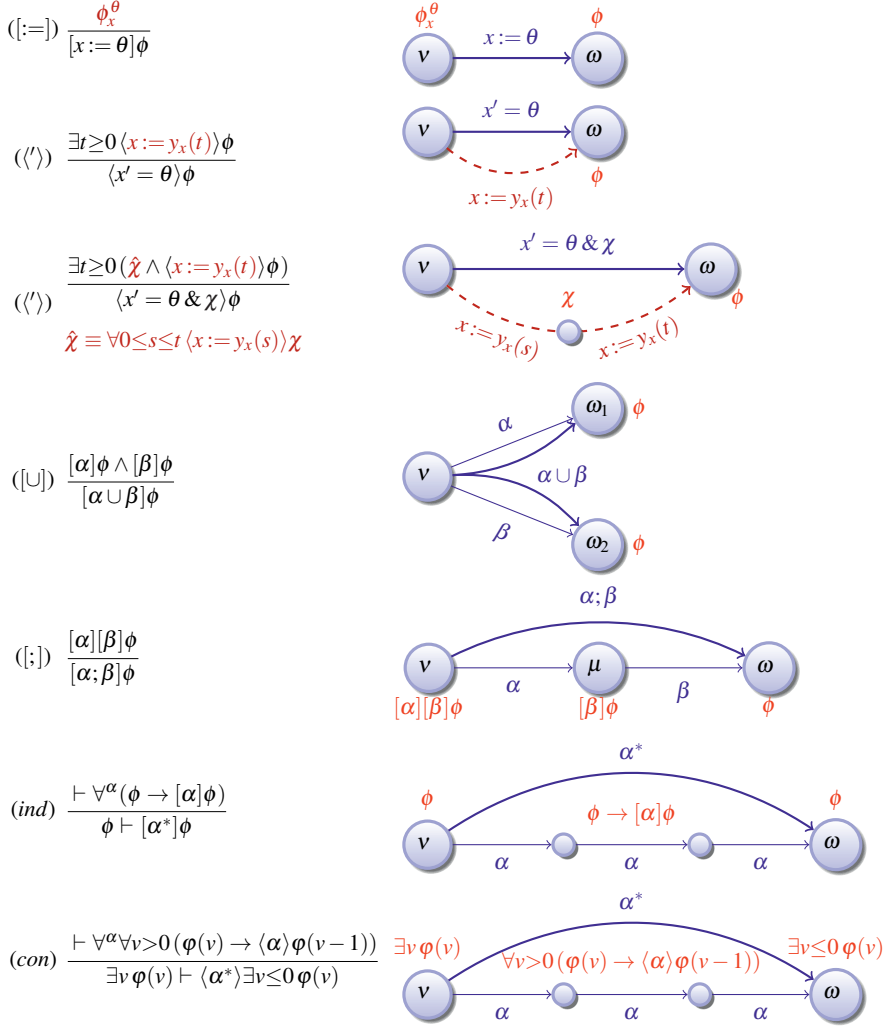 ([:=]) ϕ_x^θ / [x := θ]ϕ
ϕ_x^θ ϕ
x := θ
ν ω
(⟨′⟩) ∃t≥0 ⟨x := y_x(t)⟩ϕ / ⟨x′ = θ⟩ϕ
x′ = θ
ν ω
ϕ
x := y_x(t)
(⟨′⟩) ∃t≥0 (χ̂ ∧ ⟨x := y_x(t)⟩ϕ) / ⟨x′ = θ & χ⟩ϕ
χ̂ ≡ ∀0≤s≤t ⟨x := y_x(s)⟩χ
x′ = θ & χ
ν ω
χ ϕ
x := y_x(s) x := y_x(t)
([∪]) [α]ϕ ∧ [β]ϕ / [α ∪ β]ϕ
ω_1 ϕ
α
ν α ∪ β
β
ω_2 ϕ
([;]) [α][β]ϕ / [α;β]ϕ
α;β
ν μ ω
α β
[α][β]ϕ [β]ϕ ϕ
(ind) ⊢ ∀^α(ϕ → [α]ϕ) / ϕ ⊢ [α*]ϕ
α*
ϕ ϕ → [α]ϕ ϕ
ν ω
α α α
(con) ⊢ ∀^α∀v>0 (φ(v) → ⟨α⟩φ(v − 1)) / ∃v φ(v) ⊢ ⟨α*⟩∃v≤0 φ(v)
α*
∃v φ(v) ∀v>0 (φ(v) → ⟨α⟩φ(v − 1)) ∃v≤0 φ(v)
ν ω
α α α